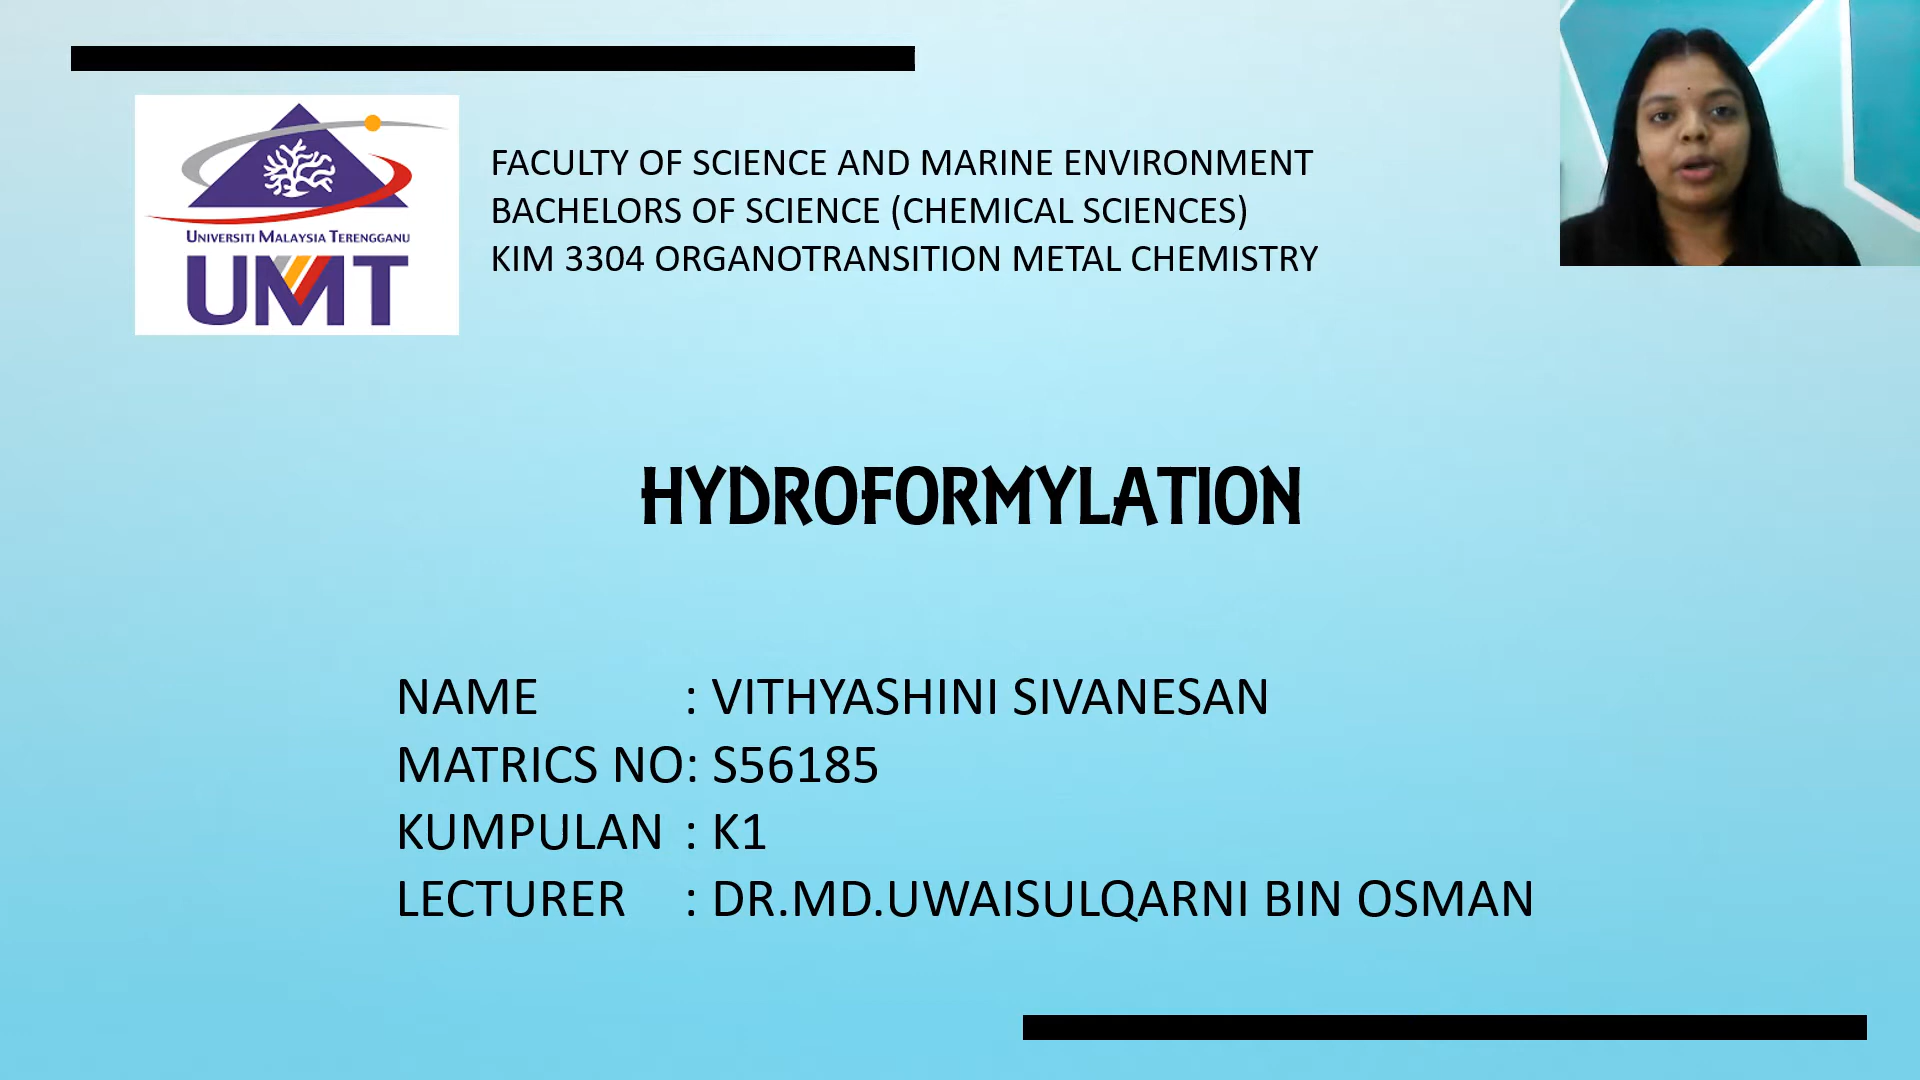 UNIVERSITI MALAYSIA TERENGGANU
UMT
FACULTY OF SCIENCE AND MARINE ENVIRONMENT
BACHELORS OF SCIENCE (CHEMICAL SCIENCES)
KIM 3304 ORGANOTRANSITION METAL CHEMISTRY
HYDROFORMYLATION
NAME : VITHYASHINI SIVANESAN
MATRICS NO: S56185
KUMPULAN : K1
LECTURER : DR.MD.UWAISULQARNI BIN OSMAN